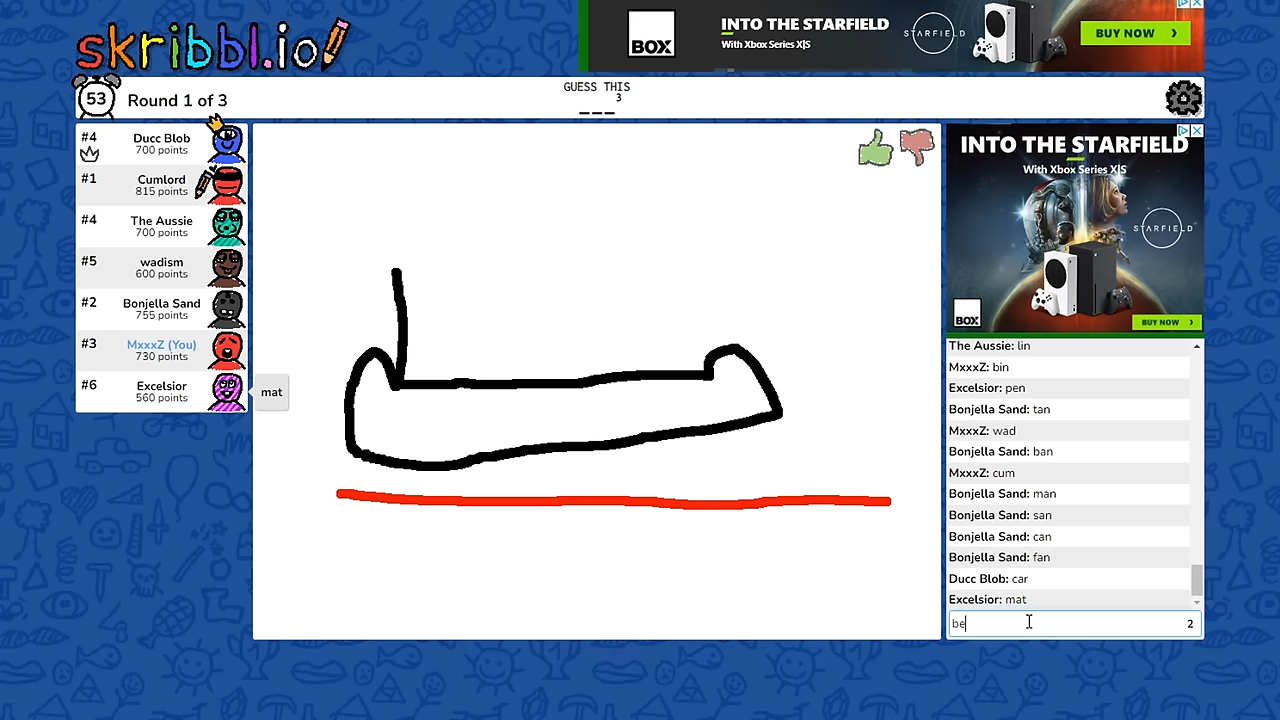 skribbl.io
BOX
INTO THE STARFIELD
With Xbox Series X|S
STARFIELD
BUY NOW
53
Round 1 of 3
GUESS THIS
3
___
#4
Ducc Blob
700 points
#1
Cumlord
815 points
#4
The Aussie
700 points
#5
wadism
600 points
#2
Bonjella Sand
755 points
#3
MxxxZ (You)
730 points
#6
Excelsior
560 points
mat
INTO THE STARFIELD
With Xbox Series X|S
STARFIELD
BOX
BUY NOW
The Aussie: lin
MxxxZ: bin
Excelsior: pen
Bonjella Sand: tan
MxxxZ: wad
Bonjella Sand: ban
MxxxZ: cum
Bonjella Sand: man
Bonjella Sand: san
Bonjella Sand: can
Bonjella Sand: fan
Ducc Blob: car
Excelsior: mat
be
2